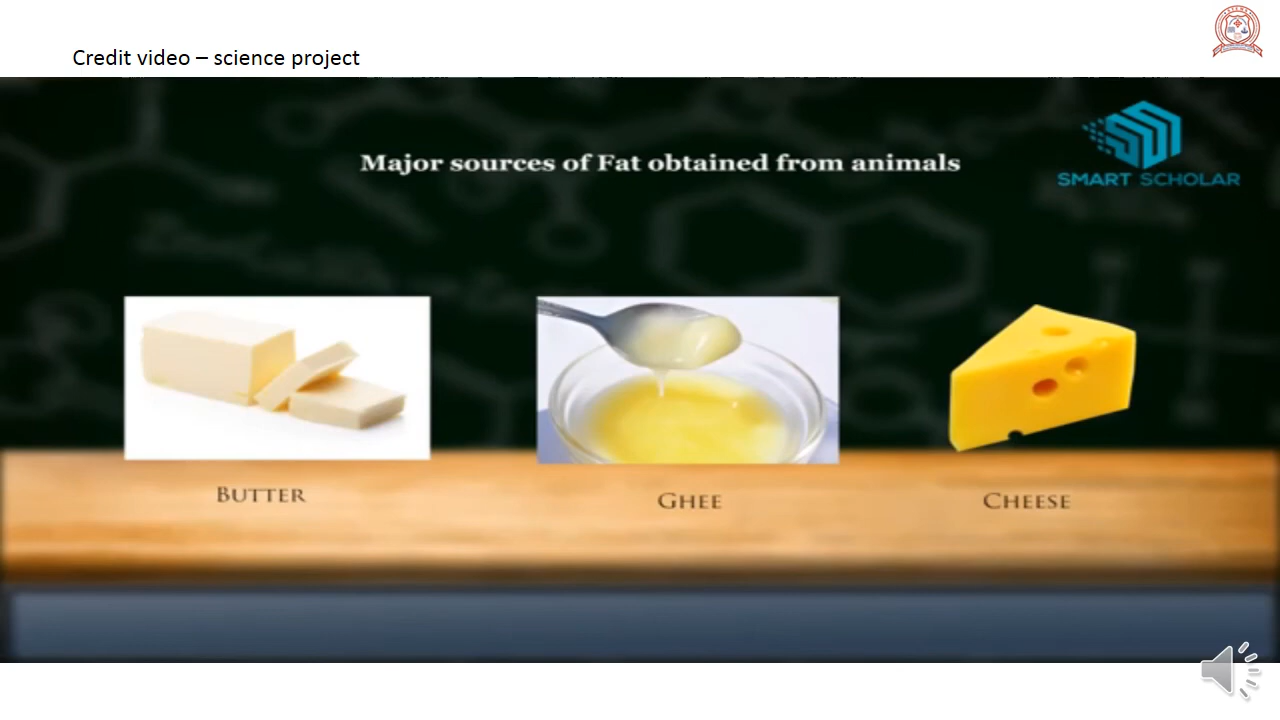 Credit video – science project
Major sources of Fat obtained from animals
SMART SCHOLAR
BUTTER
GHEE
CHEESE